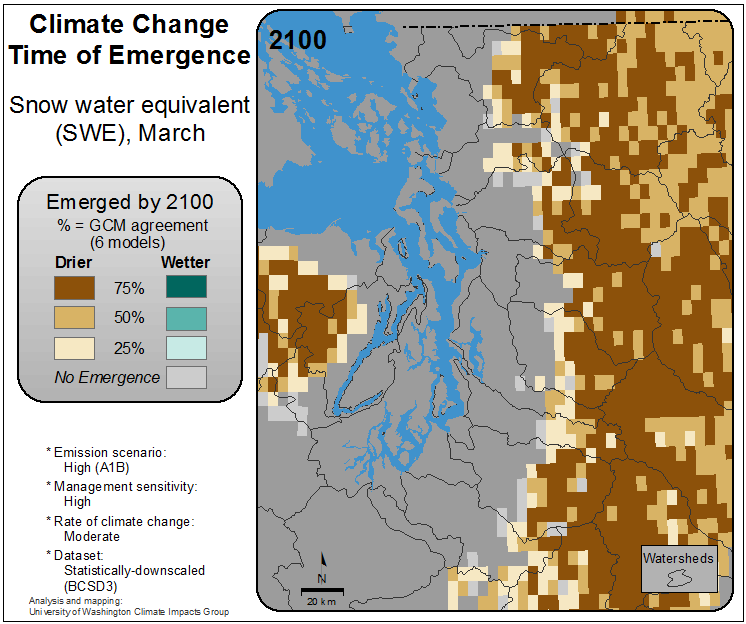 Climate Change
Time of Emergence
Snow water equivalent
(SWE), March
Emerged by 2100
% = GCM agreement
(6 models)
Drier Wetter
75%
50%
25%
No Emergence
* Emission scenario:
High (A1B)
* Management sensitivity:
High
* Rate of climate change:
Moderate
* Dataset:
Statistically-downscaled
(BCSD3)
Analysis and mapping:
University of Washington Climate Impacts Group
2100
N
20 km
Watersheds